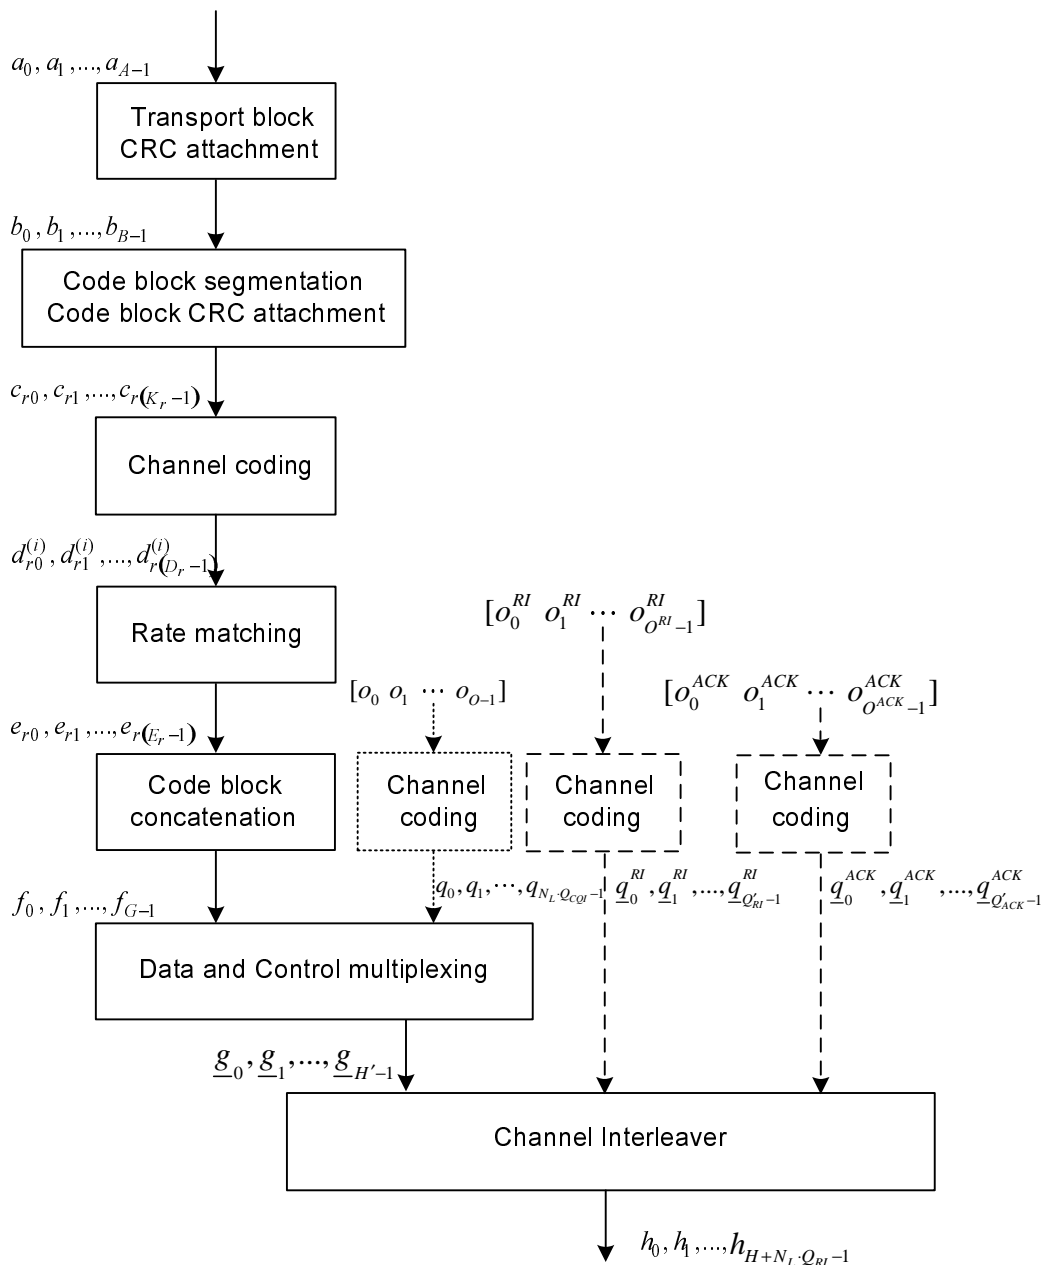 a₀, a₁ ,..., a_{A−1}
Transport block
CRC attachment
b₀, b₁ ,..., b_{B−1}
Code block segmentation
Code block CRC attachment
c_{r0}, c_{r1} ,..., c_{r(K_r−1)}
Channel coding
d_{r0}^{(i)}, d_{r1}^{(i)} ,..., d_{r(D_r−1)}^{(i)}
Rate matching
[o_0^{RI} o_1^{RI} ⋯ o_{O^{RI}−1}^{RI}]
[o_0 o_1 ⋯ o_{O−1}]
[o_0^{ACK} o_1^{ACK} ⋯ o_{O^{ACK}−1}^{ACK}]
e_{r0}, e_{r1} ,..., e_{r(E_r−1)}
Code block
concatenation
Channel
coding
Channel
coding
Channel
coding
f_0, f_1 ,..., f_{G−1}
q_0, q_1, ⋯, q_{N_L·Q_{CQI}−1}
q_0^{RI}, q_1^{RI}, ..., q_{Q'_{RI}−1}^{RI}
q_0^{ACK}, q_1^{ACK}, ..., q_{Q'_{ACK}−1}^{ACK}
Data and Control multiplexing
g_0, g_1, ..., g_{H'−1}
Channel Interleaver
h_0, h_1, ..., h_{H+N_L·Q_{RI}−1}